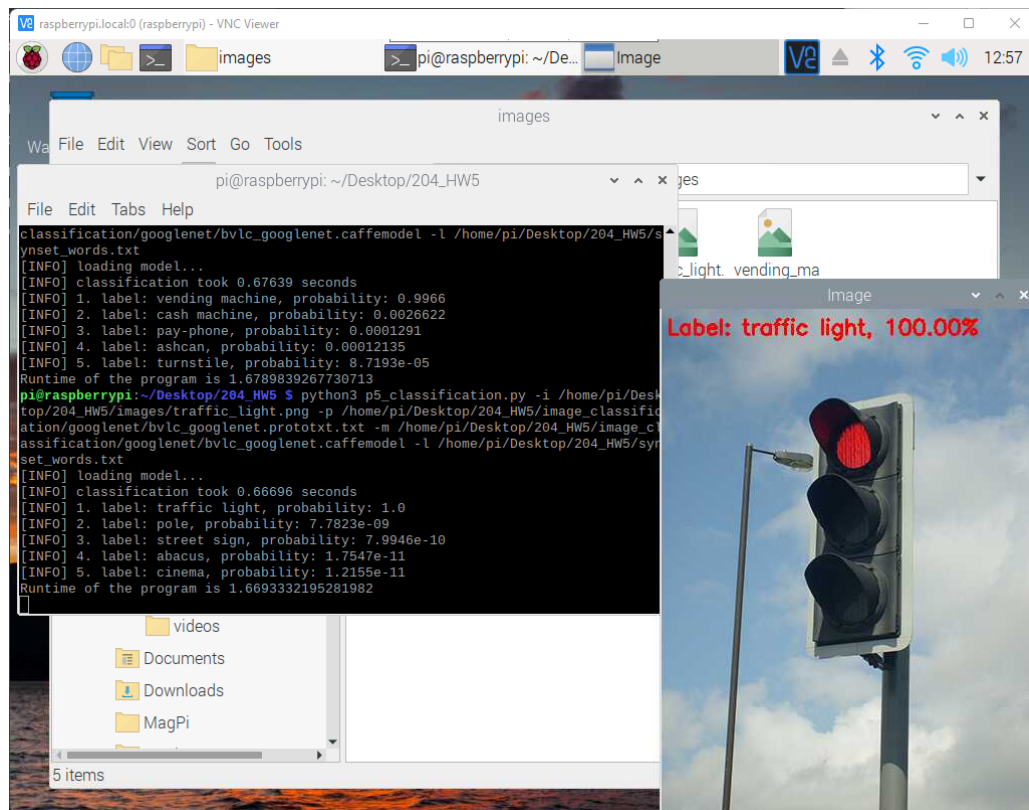 raspberrypi.local:0 (raspberrypi) - VNC Viewer
images
pi@raspberrypi: ~/De...
Image
12:57
images
Wa
File Edit View Sort Go Tools
pi@raspberrypi: ~/Desktop/204_HW5
ges
File Edit Tabs Help
classification/googlenet/bvlc_googlenet.caffemodel -l /home/pi/Desktop/204_HW5/s
ynset_words.txt
[INFO] loading model...
[INFO] classification took 0.67639 seconds
[INFO] 1. label: vending machine, probability: 0.9966
[INFO] 2. label: cash machine, probability: 0.0026622
[INFO] 3. label: pay-phone, probability: 0.0001291
[INFO] 4. label: ashcan, probability: 0.00012135
[INFO] 5. label: turnstile, probability: 8.7193e-05
Runtime of the program is 1.6789839267730713
pi@raspberrypi:~/Desktop/204_HW5 $ python3 p5_classification.py -i /home/pi/Desk
top/204_HW5/images/traffic_light.png -p /home/pi/Desktop/204_HW5/image_classific
ation/googlenet/bvlc_googlenet.prototxt.txt -m /home/pi/Desktop/204_HW5/image_cl
assification/googlenet/bvlc_googlenet.caffemodel -l /home/pi/Desktop/204_HW5/syn
set_words.txt
[INFO] loading model...
[INFO] classification took 0.66696 seconds
[INFO] 1. label: traffic light, probability: 1.0
[INFO] 2. label: pole, probability: 7.7823e-09
[INFO] 3. label: street sign, probability: 7.9946e-10
[INFO] 4. label: abacus, probability: 1.7547e-11
[INFO] 5. label: cinema, probability: 1.2155e-11
Runtime of the program is 1.6693332195281982
c_light. vending_ma
Image
Label: traffic light, 100.00%
videos
Documents
Downloads
MagPi
5 items